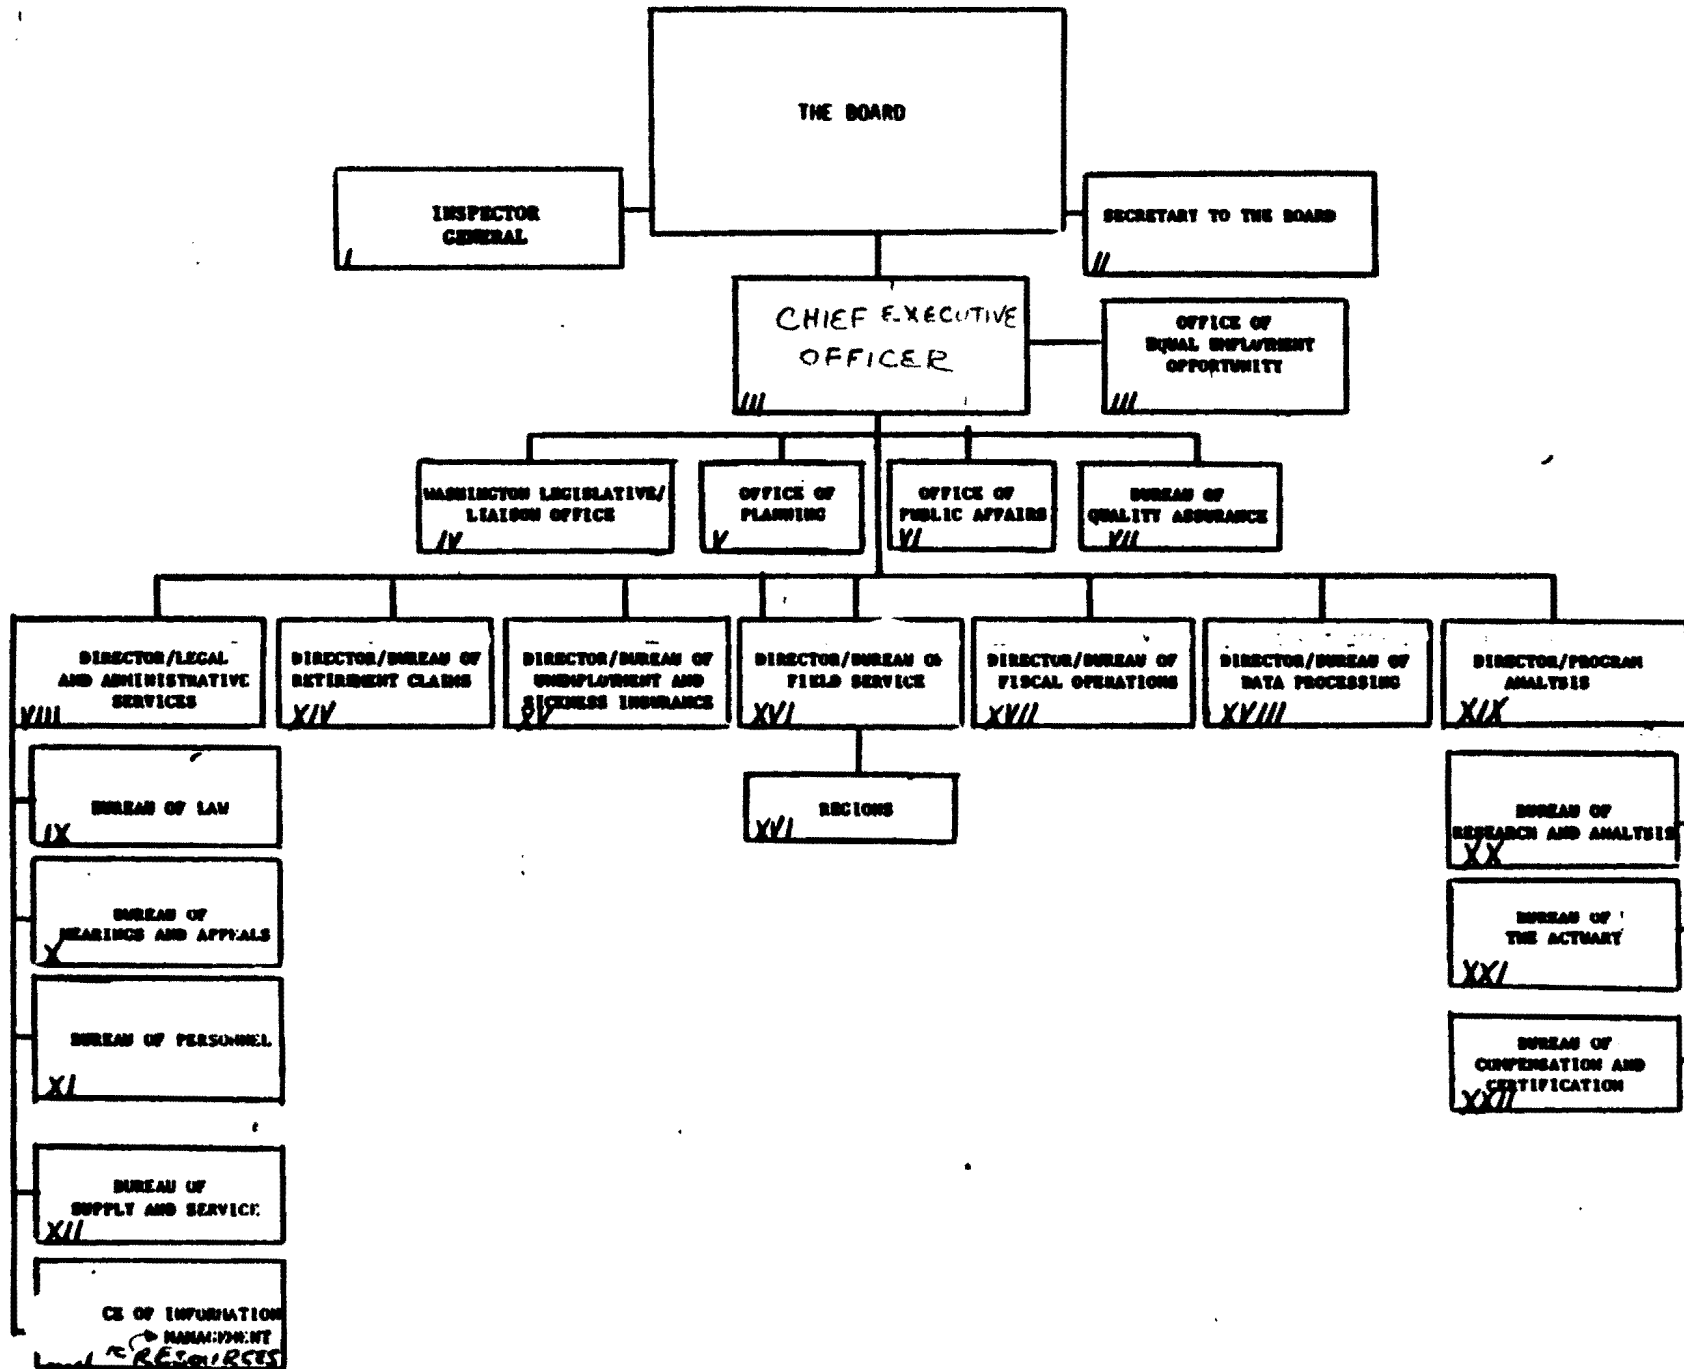 THE BOARD
INSPECTOR
GENERAL
I
SECRETARY TO THE BOARD
II
CHIEF EXECUTIVE
OFFICER
III
OFFICE OF
EQUAL EMPLOYMENT
OPPORTUNITY
III
WASHINGTON LEGISLATIVE/
LIAISON OFFICE
IV
OFFICE OF
PLANNING
V
OFFICE OF
PUBLIC AFFAIRS
VI
BUREAU OF
QUALITY ASSURANCE
VII
DIRECTOR/LEGAL
AND ADMINISTRATIVE
SERVICES
VIII
DIRECTOR/BUREAU OF
RETIREMENT CLAIMS
XIV
DIRECTOR/BUREAU OF
UNEMPLOYMENT AND
SICKNESS INSURANCE
XV
DIRECTOR/BUREAU OF
FIELD SERVICE
XVI
DIRECTOR/BUREAU OF
FISCAL OPERATIONS
XVII
DIRECTOR/BUREAU OF
DATA PROCESSING
XVIII
DIRECTOR/PROGRAM
ANALYSIS
XIX
BUREAU OF LAW
IX
BUREAU OF
HEARINGS AND APPEALS
X
BUREAU OF PERSONNEL
XI
BUREAU OF
SUPPLY AND SERVICE
XII
CE OF INFORMATION
MANAGEMENT
RESOURCES
REGIONS
XVI
BUREAU OF
RESEARCH AND ANALYSIS
XX
BUREAU OF
THE ACTUARY
XXI
BUREAU OF
COMPENSATION AND
CERTIFICATION
XXII